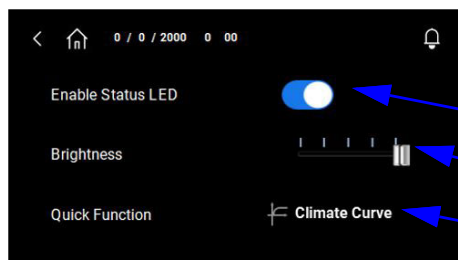 0 / 0 / 2000 0 00
Enable Status LED
Brightness
Quick Function Climate Curve